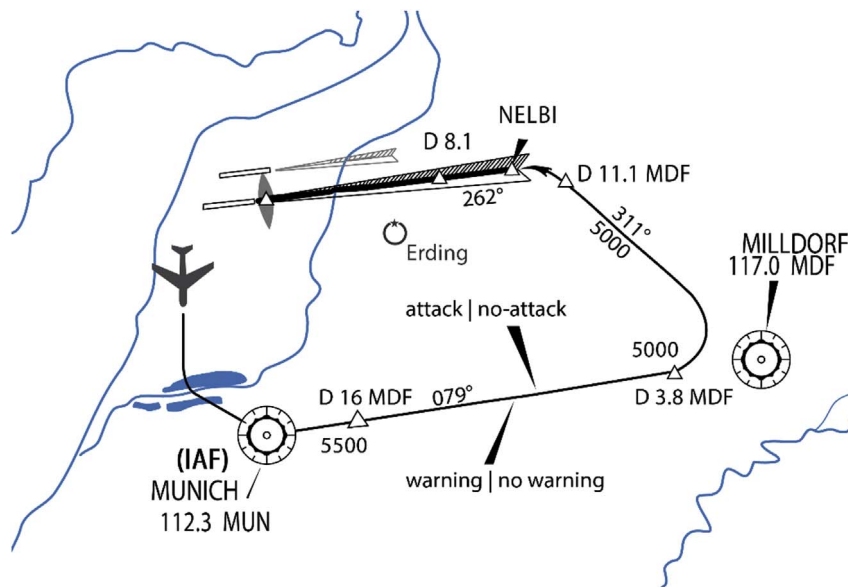 NELBI
D 8.1
D 11.1 MDF
262°
311°
5000
Erding
MILLDORF
117.0 MDF
attack | no-attack
5000
D 16 MDF
079°
D 3.8 MDF
5500
(IAF)
MUNICH
112.3 MUN
warning | no warning